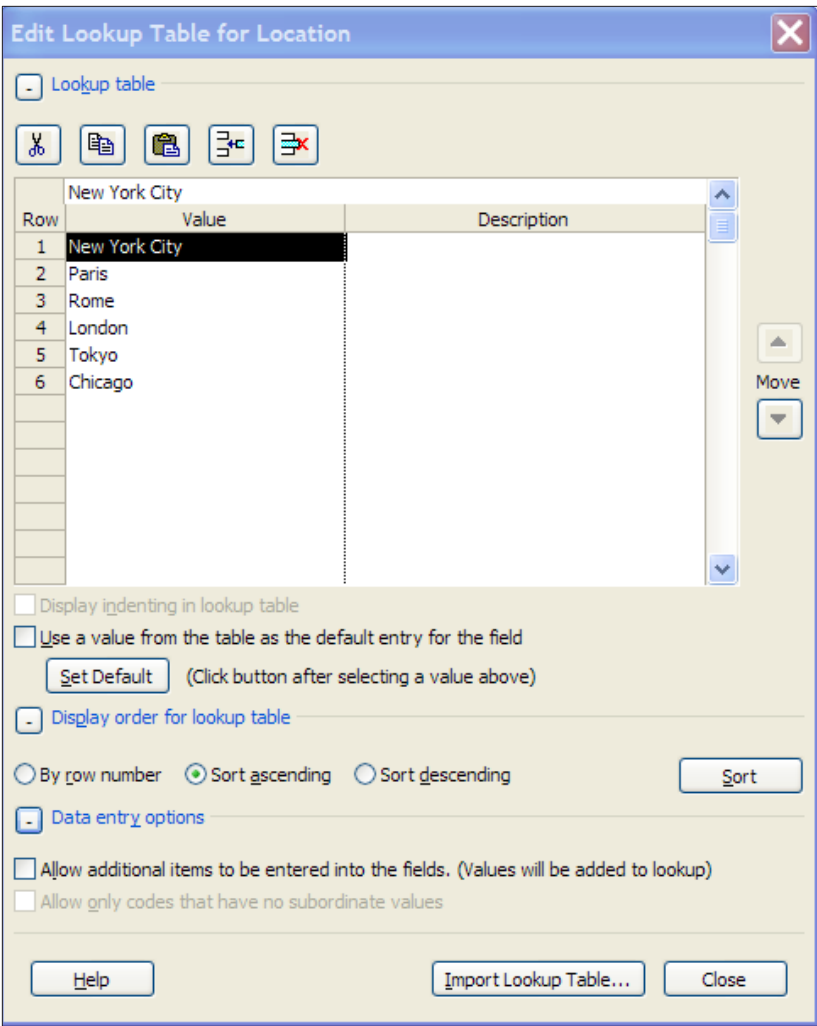 Edit Lookup Table for Location
- Lookup table
New York City
Row Value Description
1 New York City
2 Paris
3 Rome
4 London
5 Tokyo
6 Chicago
Move
Display indenting in lookup table
Use a value from the table as the default entry for the field
Set Default (Click button after selecting a value above)
- Display order for lookup table
By row number Sort ascending Sort descending Sort
- Data entry options
Allow additional items to be entered into the fields. (Values will be added to lookup)
Allow only codes that have no subordinate values
Help Import Lookup Table... Close